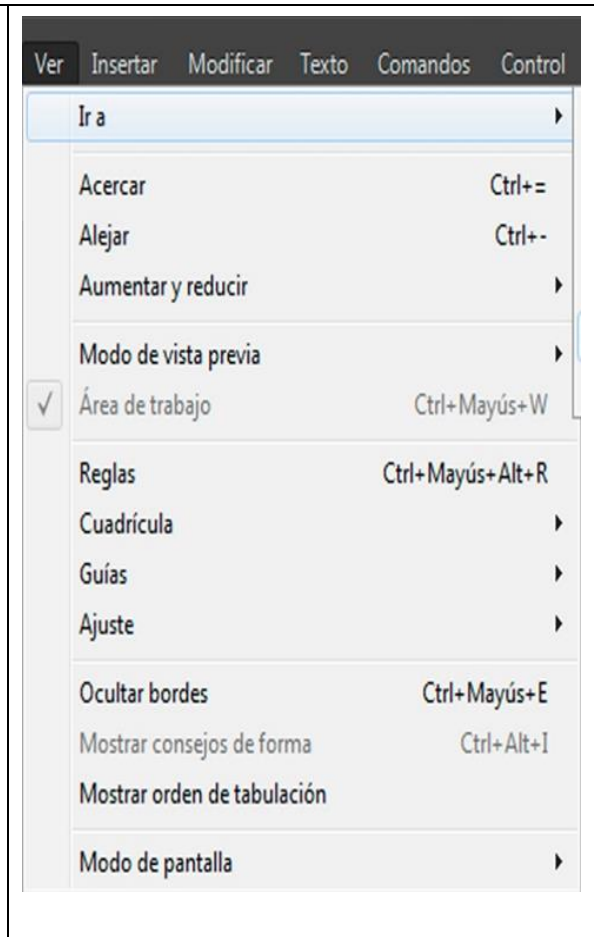 Ver Insertar Modificar Texto Comandos Control
Ir a
Acercar Ctrl+=
Alejar Ctrl+-
Aumentar y reducir
Modo de vista previa
Área de trabajo Ctrl+Mayús+W
Reglas Ctrl+Mayús+Alt+R
Cuadrícula
Guías
Ajuste
Ocultar bordes Ctrl+Mayús+E
Mostrar consejos de forma Ctrl+Alt+I
Mostrar orden de tabulación
Modo de pantalla